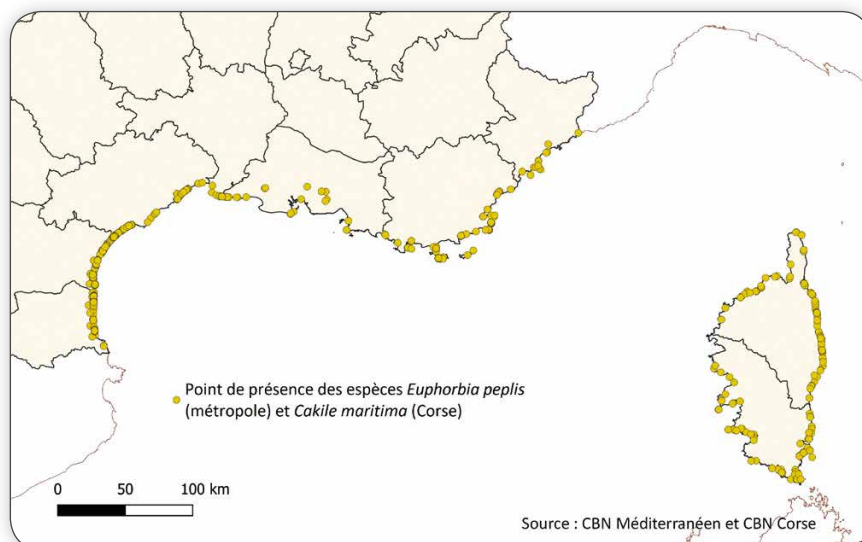 Point de présence des espèces Euphorbia peplis
(métropole) et Cakile maritima (Corse)
0 50 100 km
Source : CBN Méditerranéen et CBN Corse